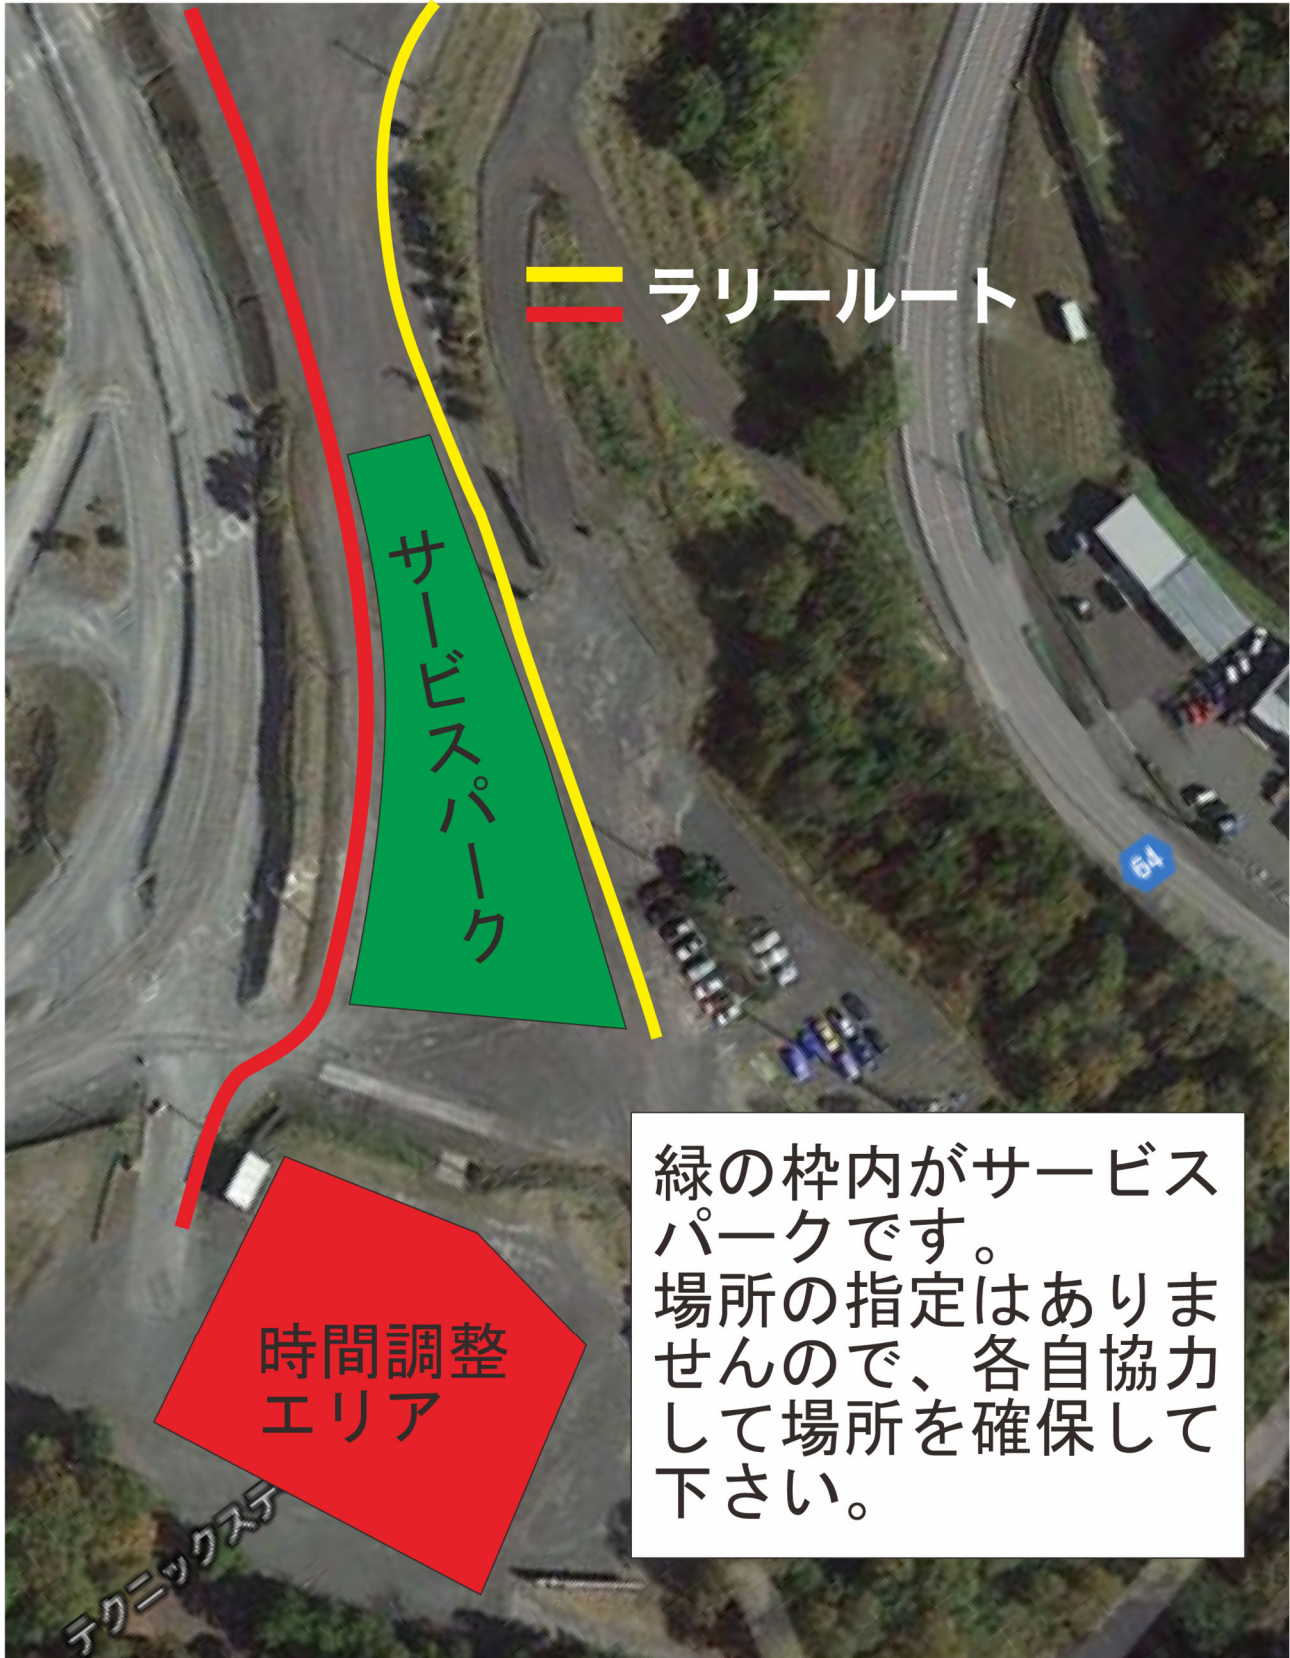 ラリールート
サービスパーク
64
緑の枠内がサービス
パークです。
場所の指定はありま
せんので、各自協力
して場所を確保して
下さい。
時間調整
エリア
テクニックステ